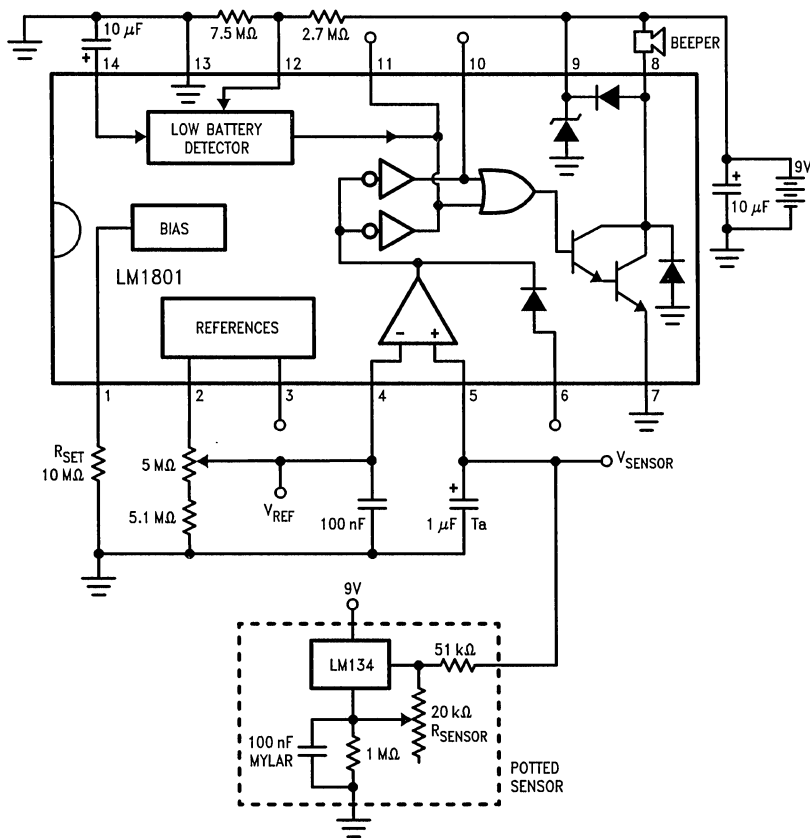 10 μF
7.5 MΩ
2.7 MΩ
BEEPER
+
14
13
12
11
10
9
8
LOW BATTERY
DETECTOR
9V
+
10 μF
BIAS
LM1801
REFERENCES
-
+
1
2
3
4
5
6
7
RSET
10 MΩ
5 MΩ
VSENSOR
VREF
5.1 MΩ
100 nF
+
1 μF
Ta
9V
51 kΩ
LM134
20 kΩ
RSENSOR
100 nF
MYLAR
1 MΩ
POTTED
SENSOR